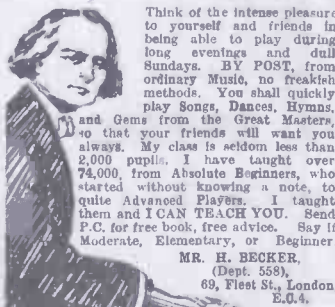 Think of the intense pleasure
to yourself and friends in
being able to play during
long evenings and dull
Sundays. BY POST, from
ordinary Music, no freakish
methods. You shall quickly
play Songs, Dances, Hymns,
and Gems from the Great Masters,
so that your friends will want you
always. My class is seldom less than
2,000 pupils. I have taught over
74,000, from Absolute Beginners, who
started without knowing a note, to
quite Advanced Players. I taught
them and I CAN TEACH YOU. Send
P.C. for free book, free advice. Say if
Moderate, Elementary, or Beginner
MR. H. BECKER,
(Dept. 558),
69, Fleet St., London
E.C.4.